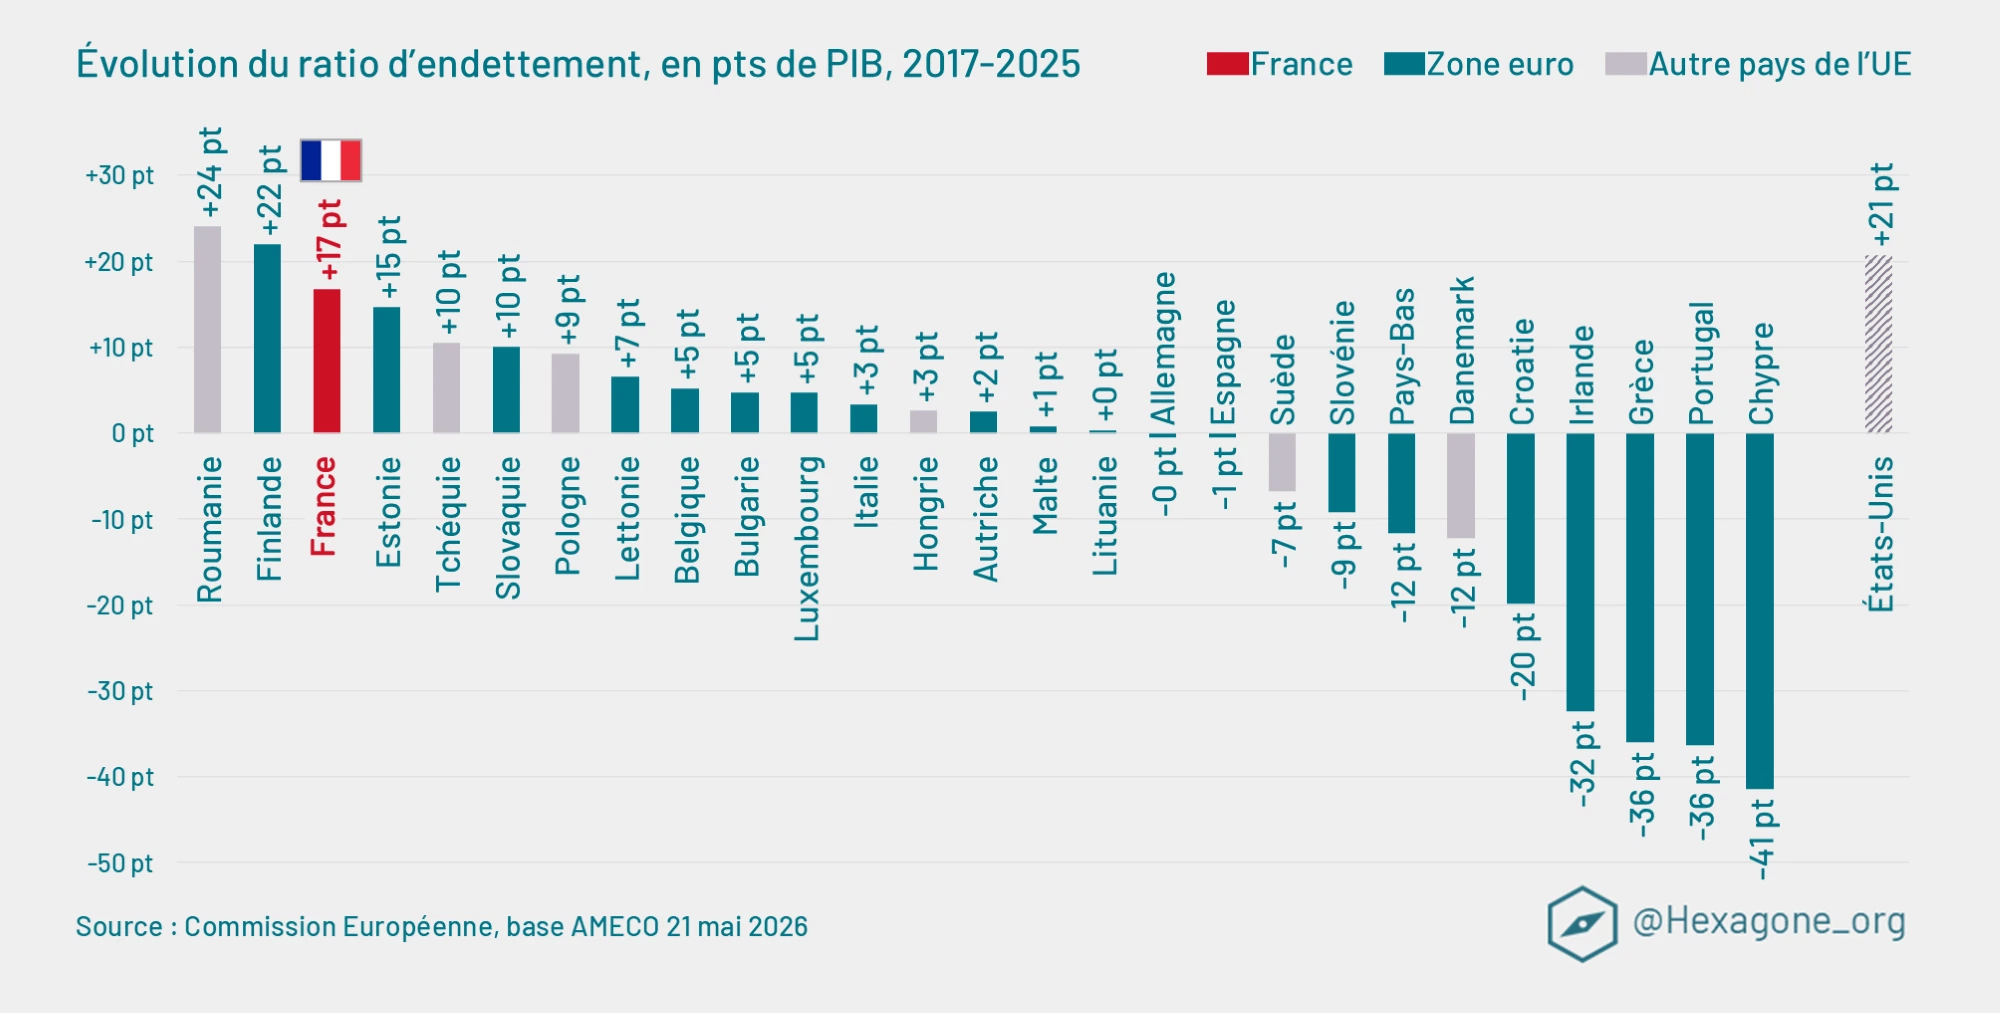 Évolution du ratio d'endettement, en pts de PIB, 2017-2025
France
Zone euro
Autre pays de l'UE
+30 pt
+20 pt
+10 pt
0 pt
-10 pt
-20 pt
-30 pt
-40 pt
-50 pt
+24 pt
Roumanie
+22 pt
Finlande
+17 pt
France
+15 pt
Estonie
+10 pt
Tchéquie
+10 pt
Slovaquie
+9 pt
Pologne
+7 pt
Lettonie
+5 pt
Belgique
+5 pt
Bulgarie
+5 pt
Luxembourg
+3 pt
Italie
+3 pt
Hongrie
+2 pt
Autriche
+1 pt
Malte
+0 pt
Lituanie
Allemagne
-0 pt
Espagne
-1 pt
Suède
-7 pt
Slovénie
-9 pt
Pays-Bas
-12 pt
Danemark
-12 pt
Croatie
-20 pt
Irlande
-32 pt
Grèce
-36 pt
Portugal
-36 pt
Chypre
-41 pt
+21 pt
États-Unis
Source : Commission Européenne, base AMECO 21 mai 2026
@Hexagone_org